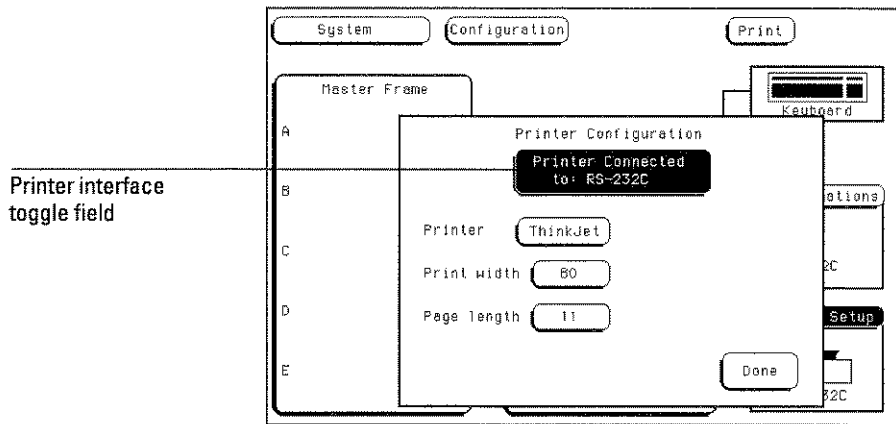 System
Configuration
Print
Master Frame
Keyboard
A
Printer Configuration
Printer Connected
to: RS-232C
Printer interface
toggle field
B
ations
Printer ThinkJet
C
2C
Print width 80
D
Page length 11
Setup
E
Done
32C